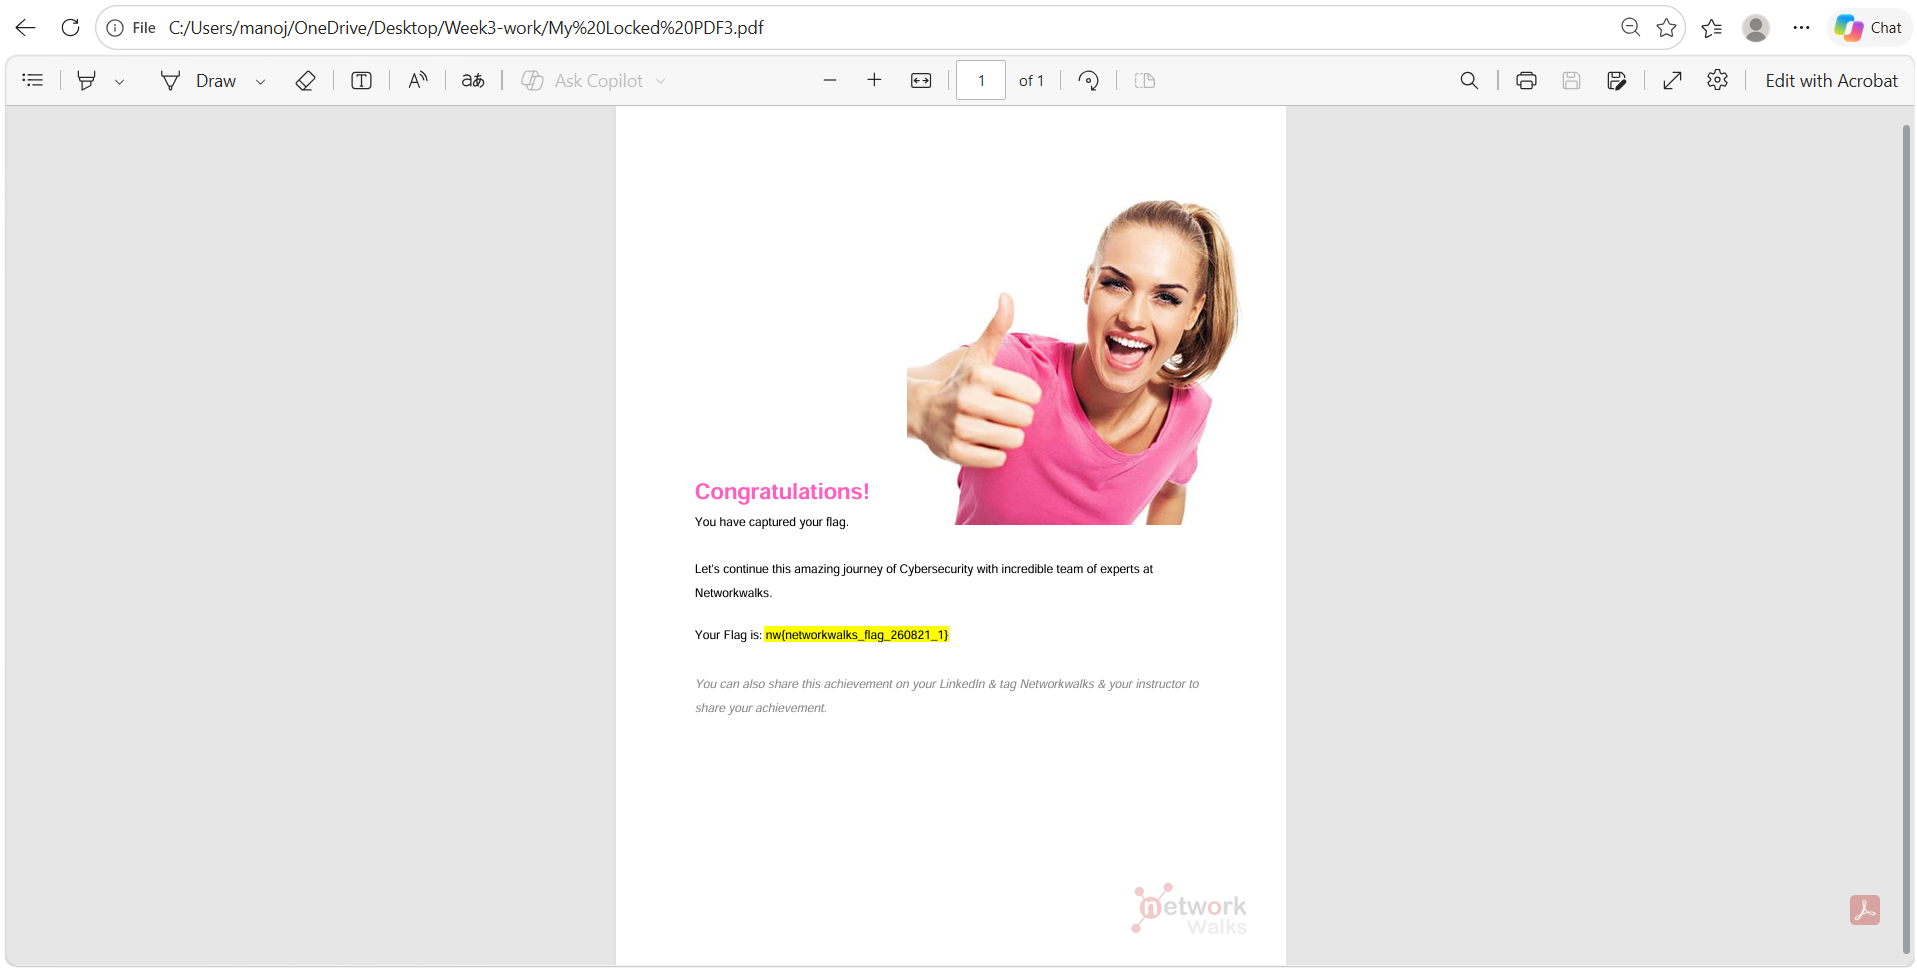 File C:/Users/manoj/OneDrive/Desktop/Week3-work/My%20Locked%20PDF3.pdf
Chat
Draw
T
A
aあ
Ask Copilot
1 of 1
Edit with Acrobat
Congratulations!
You have captured your flag.
Let's continue this amazing journey of Cybersecurity with incredible team of experts at
Networkwalks.
Your Flag is: nw{networkwalks_flag_260821_1}
You can also share this achievement on your LinkedIn & tag Networkwalks & your instructor to
share your achievement.
network
Walks